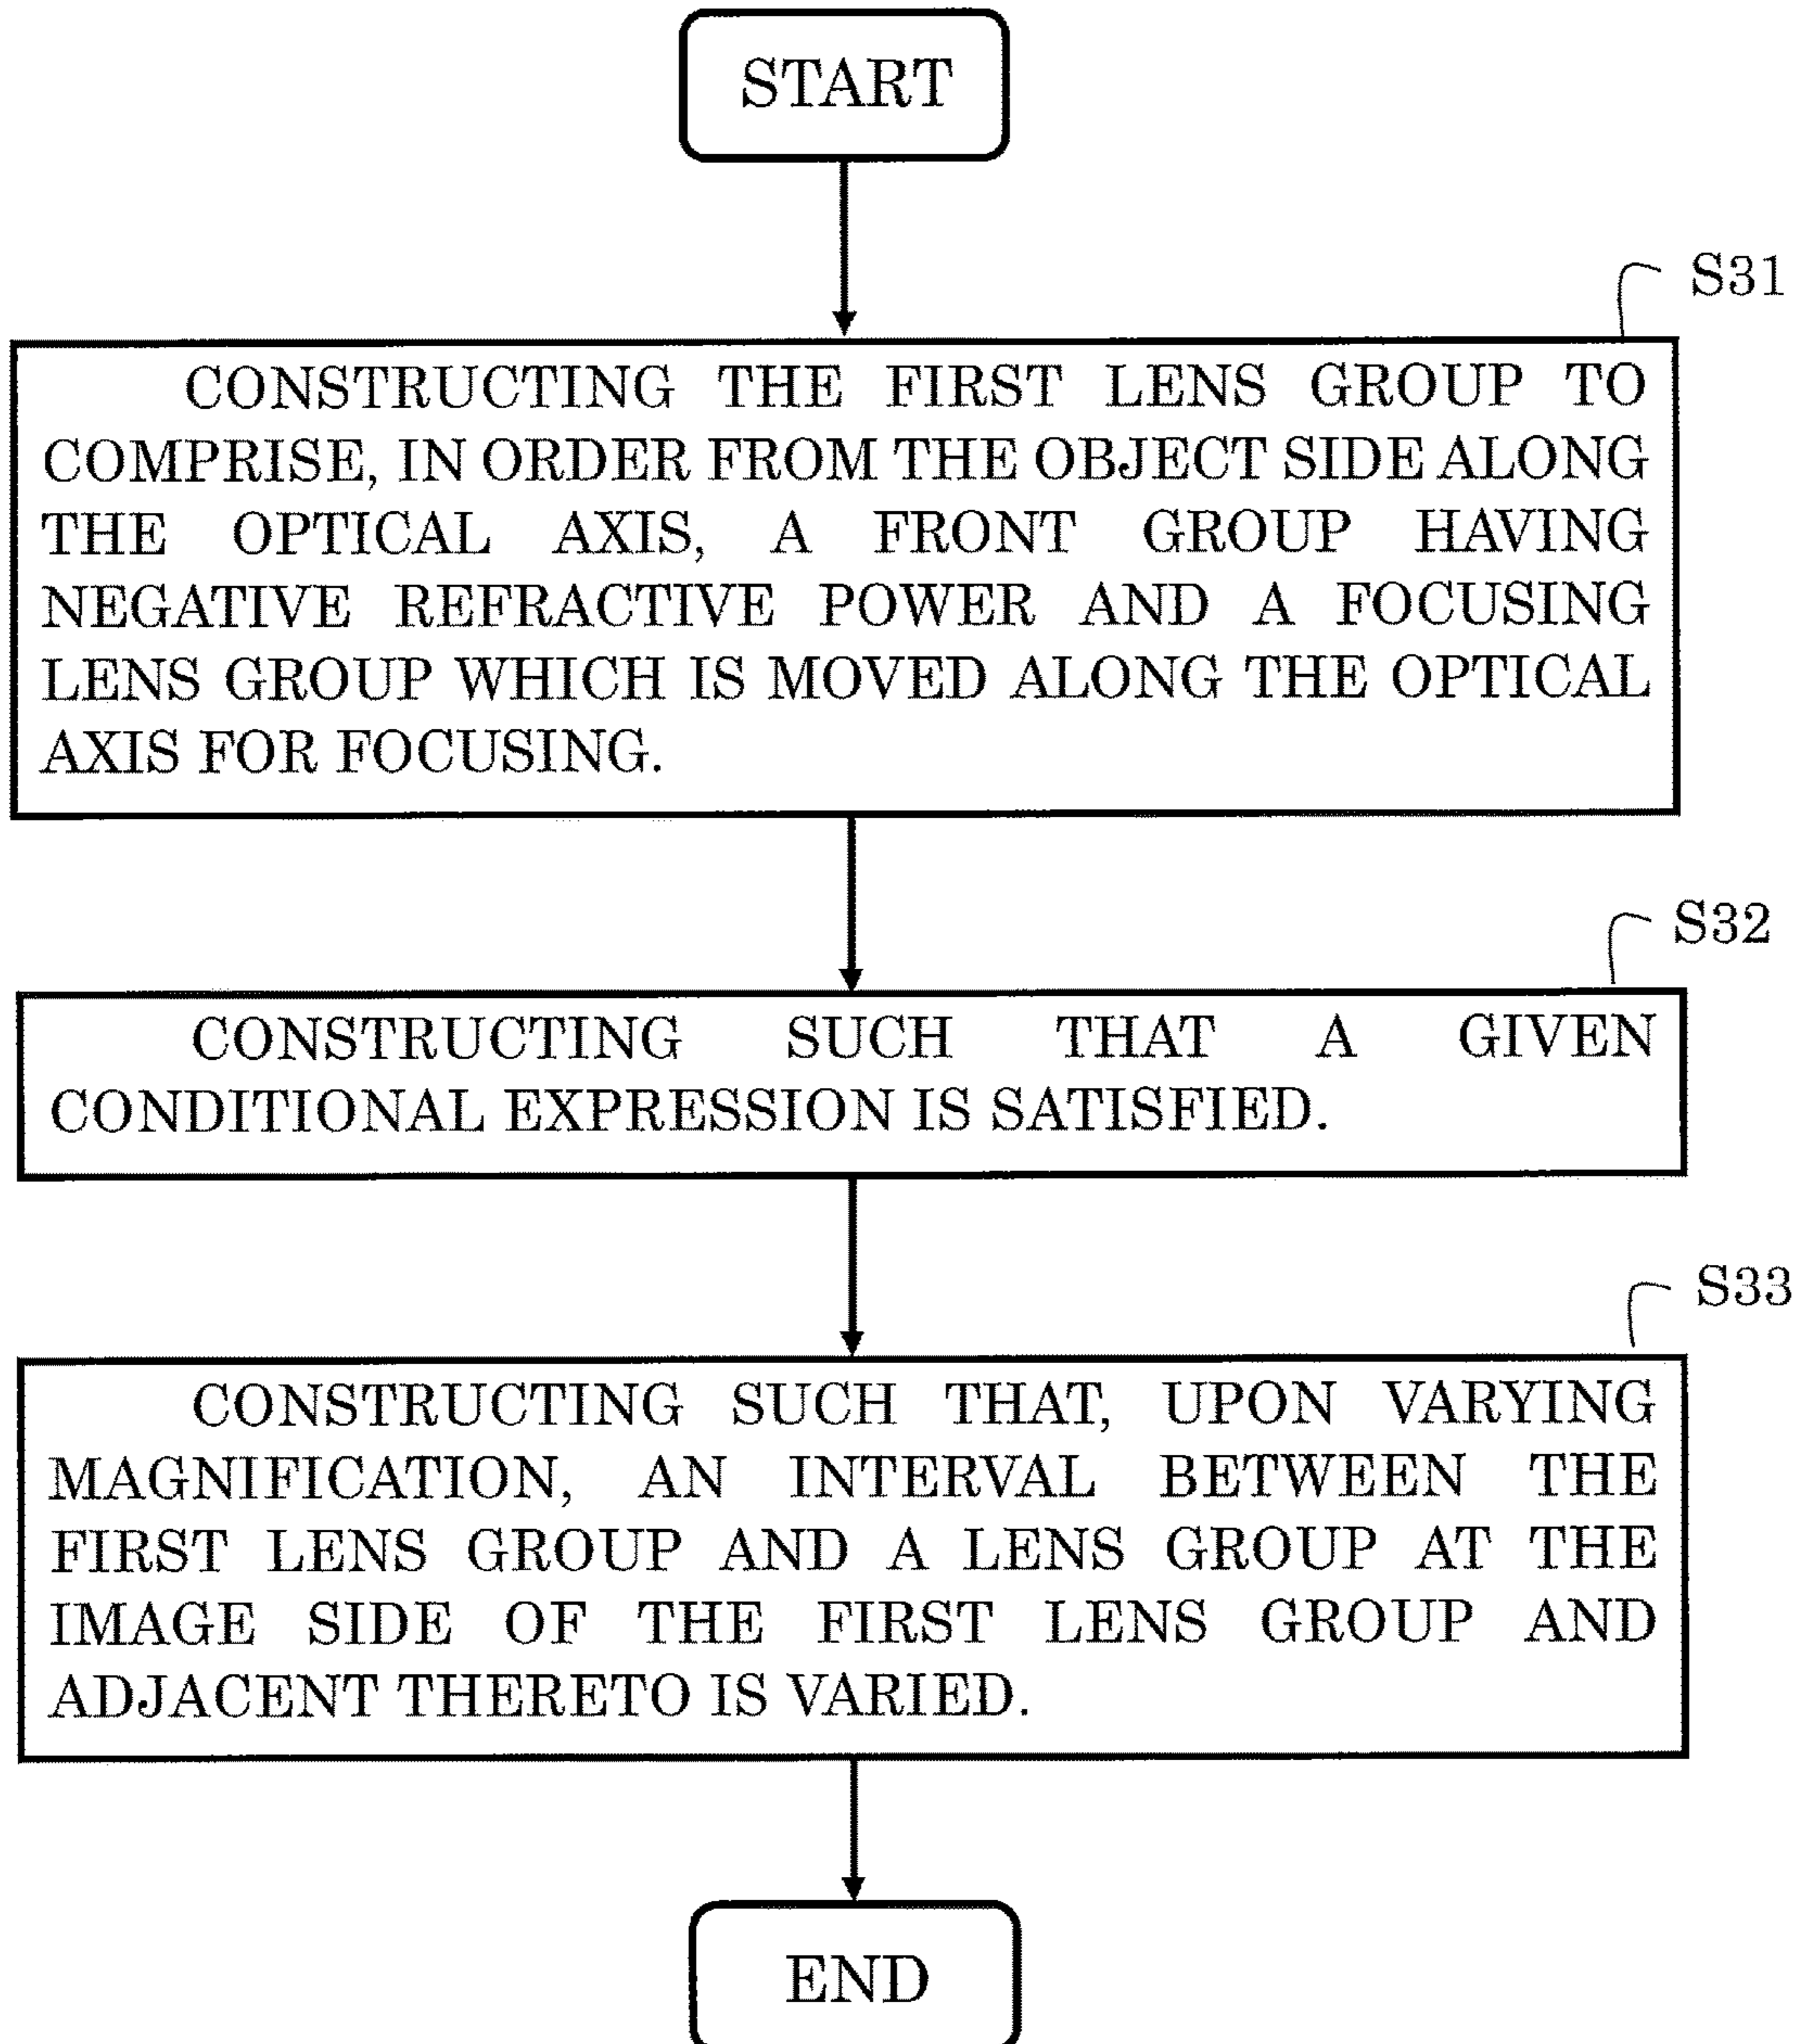 START
S31
CONSTRUCTING THE FIRST LENS GROUP TO
COMPRISE, IN ORDER FROM THE OBJECT SIDE ALONG
THE OPTICAL AXIS, A FRONT GROUP HAVING
NEGATIVE REFRACTIVE POWER AND A FOCUSING
LENS GROUP WHICH IS MOVED ALONG THE OPTICAL
AXIS FOR FOCUSING.
S32
CONSTRUCTING SUCH THAT A GIVEN
CONDITIONAL EXPRESSION IS SATISFIED.
S33
CONSTRUCTING SUCH THAT, UPON VARYING
MAGNIFICATION, AN INTERVAL BETWEEN THE
FIRST LENS GROUP AND A LENS GROUP AT THE
IMAGE SIDE OF THE FIRST LENS GROUP AND
ADJACENT THERETO IS VARIED.
END